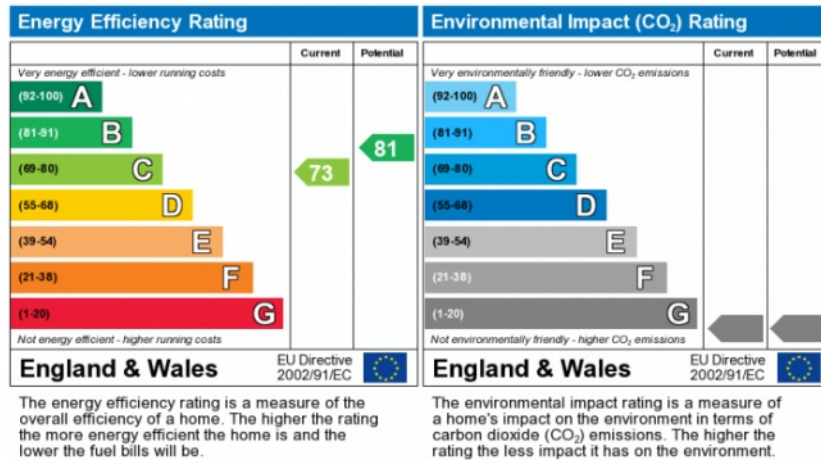 Energy Efficiency Rating
Current Potential
Very energy efficient - lower running costs
(92-100) A
(81-91) B
81
(69-80) C
73
(55-68) D
(39-54) E
(21-38) F
(1-20) G
Not energy efficient - higher running costs
England & Wales
EU Directive
2002/91/EC
The energy efficiency rating is a measure of the
overall efficiency of a home. The higher the rating
the more energy efficient the home is and the
lower the fuel bills will be.
Environmental Impact (CO₂) Rating
Current Potential
Very environmentally friendly - lower CO₂ emissions
(92-100) A
(81-91) B
(69-80) C
(55-68) D
(39-54) E
(21-38) F
(1-20) G
Not environmentally friendly - higher CO₂ emissions
England & Wales
EU Directive
2002/91/EC
The environmental impact rating is a measure of
a home's impact on the environment in terms of
carbon dioxide (CO₂) emissions. The higher the
rating the less impact it has on the environment.